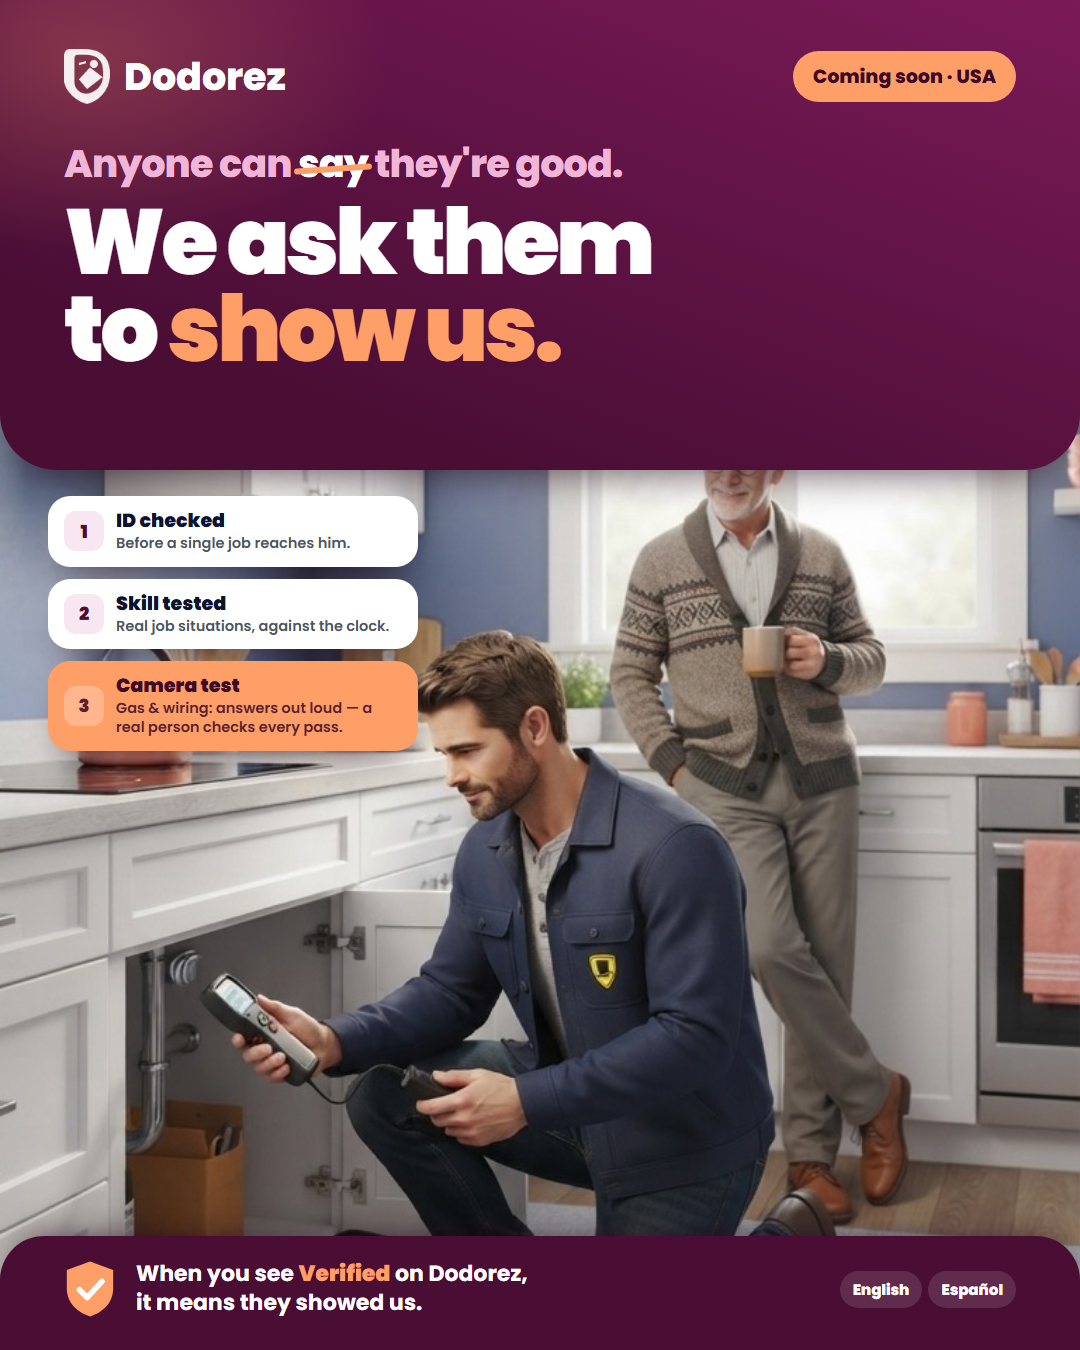 Dodorez
Coming soon · USA
Anyone can say they're good.
We ask them
to show us.
1
ID checked
Before a single job reaches him.
2
Skill tested
Real job situations, against the clock.
3
Camera test
Gas & wiring: answers out loud — a
real person checks every pass.
When you see Verified on Dodorez,
it means they showed us.
English
Español